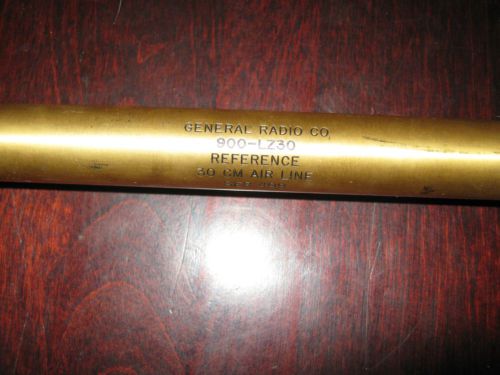 GENERAL RADIO CO.
900-LZ30
REFERENCE
30 CM AIR LINE